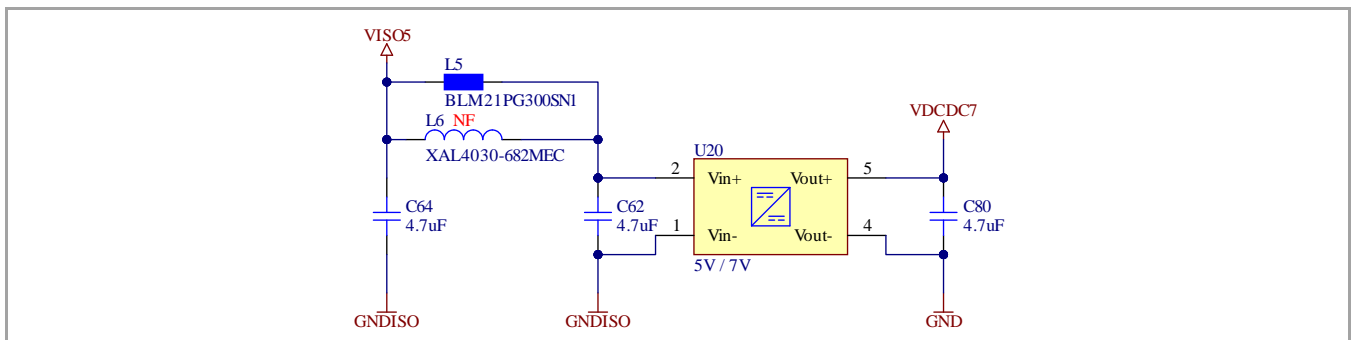 VISO5
L5
BLM21PG300SN1
L6 NF
XAL4030-682MEC
VDCDC7
U20
2 Vin+ Vout+ 5
C64
4.7uF
C62
4.7uF
1 Vin- Vout- 4
C80
4.7uF
5V / 7V
GNDISO
GNDISO
GND